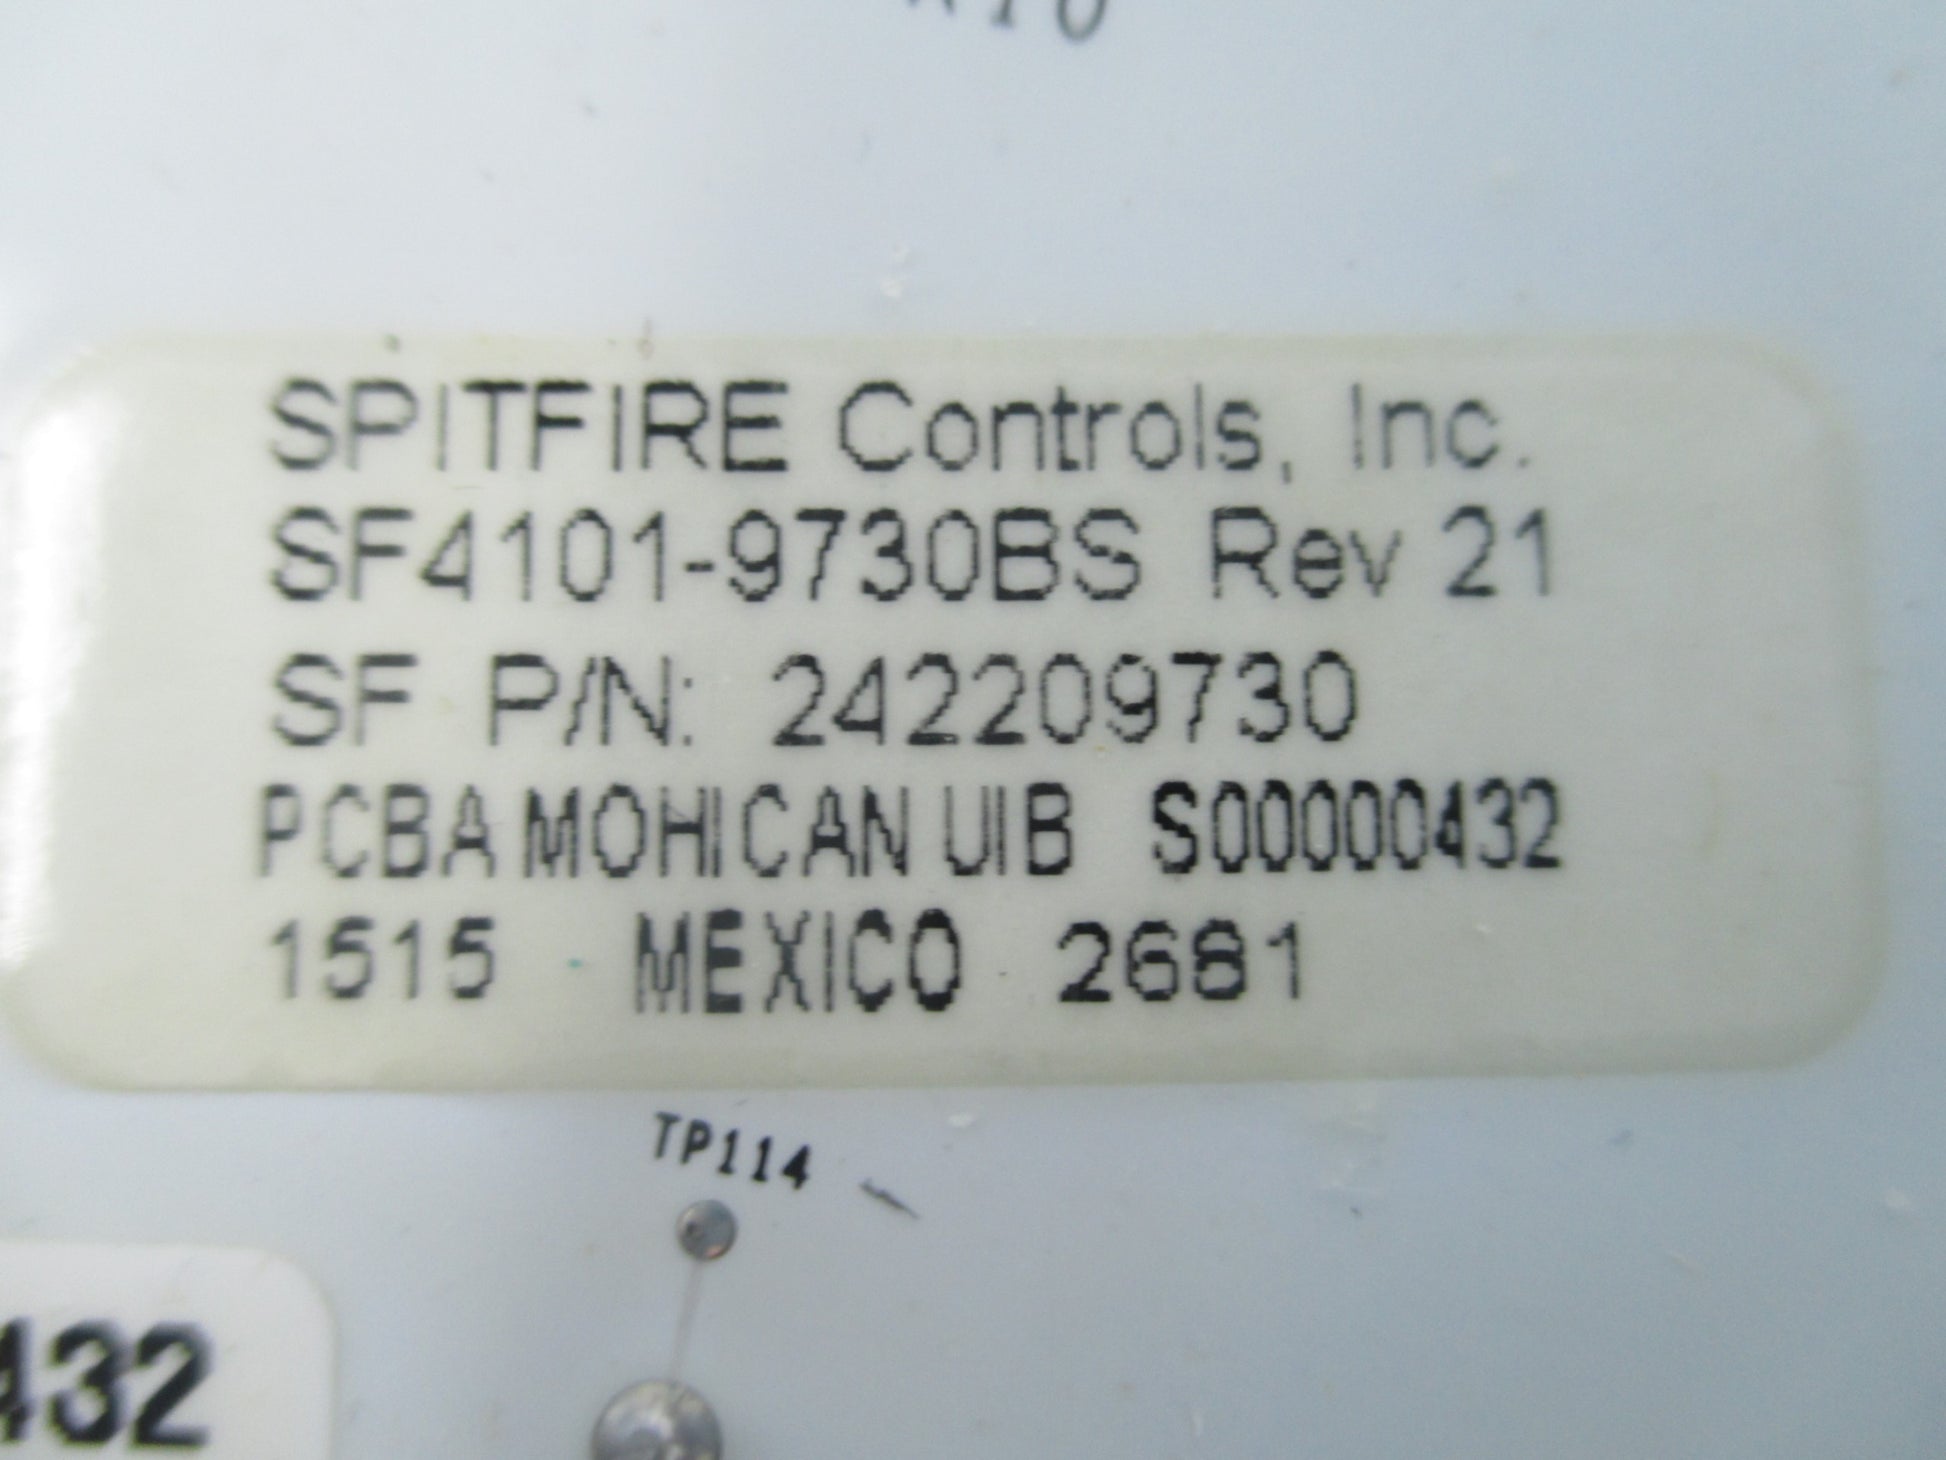 SPITFIRE Controls, Inc.
SF4101-9730BS Rev 21
SF P/N: 242209730
PCBA MOHICAN UIB S00000432
1515 MEXICO 2681
TP114
432